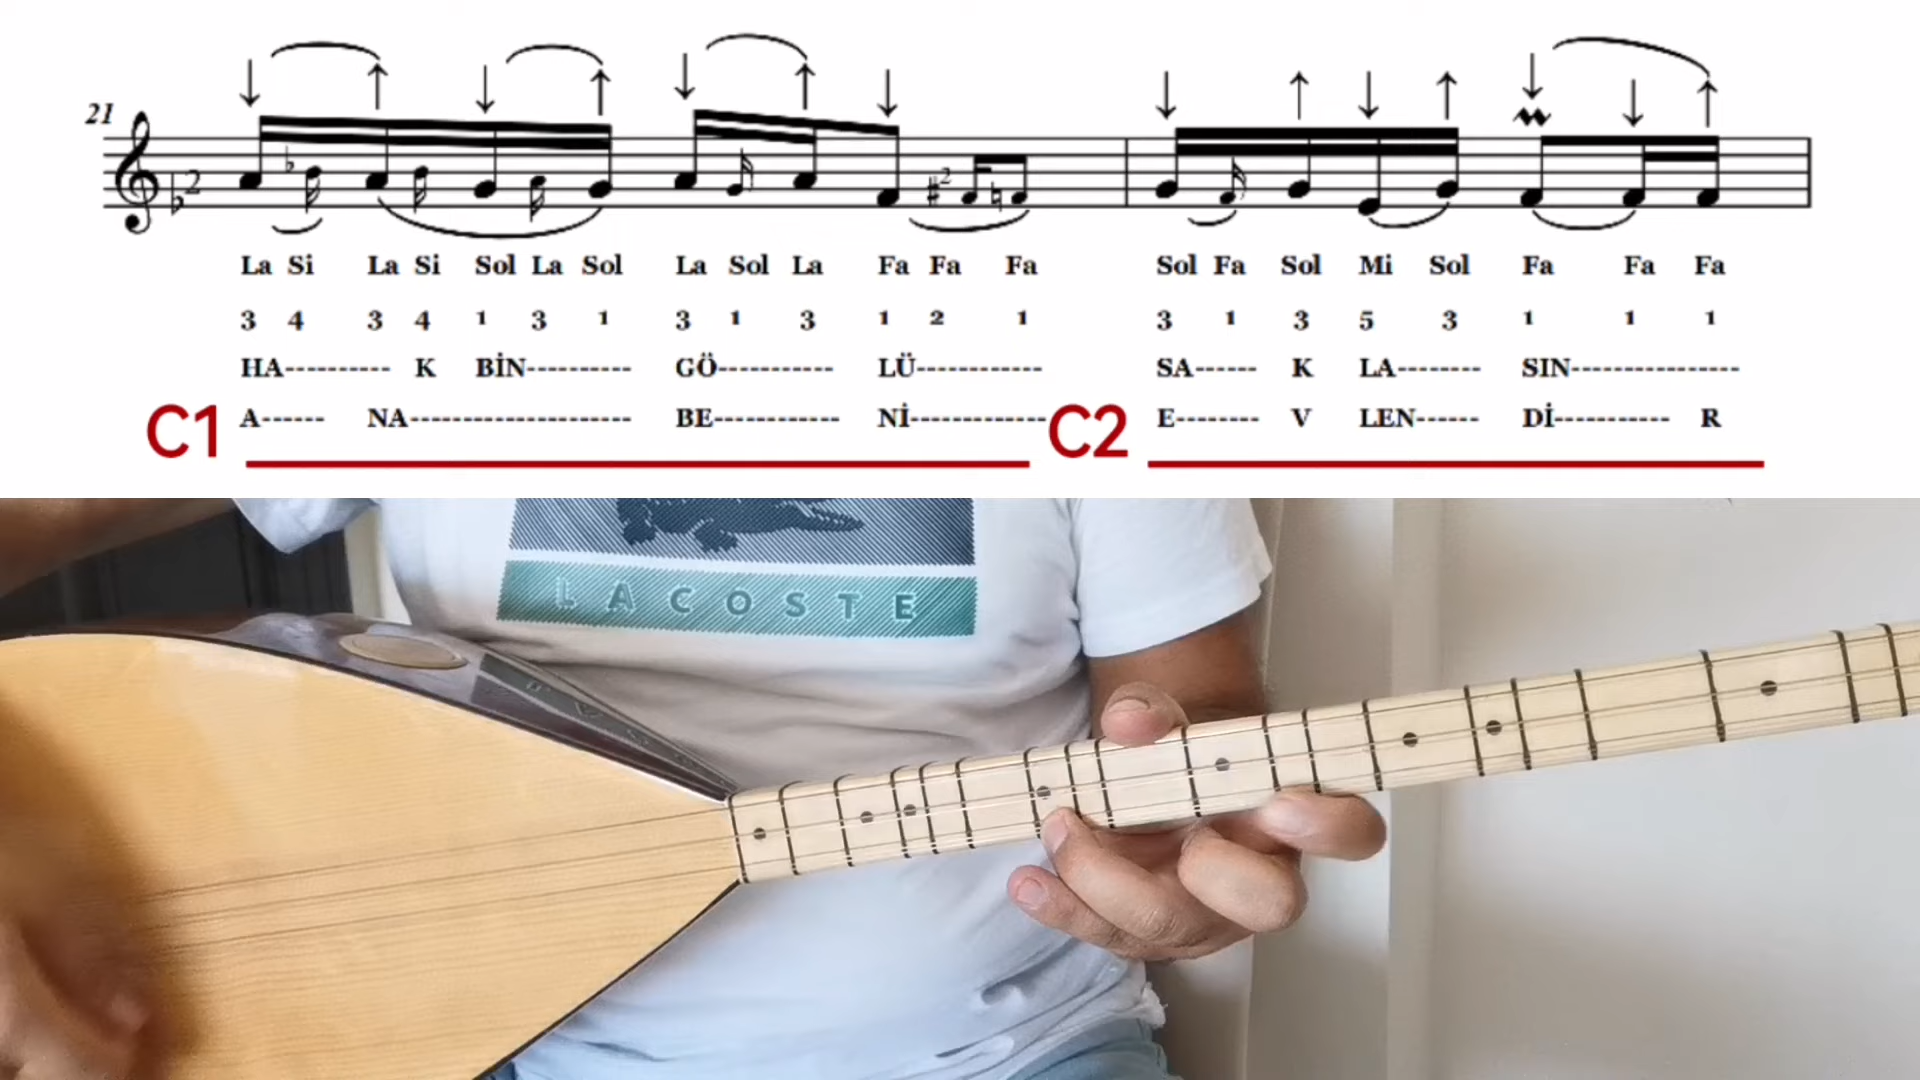 21
2
2
La Si La Si Sol La Sol La Sol La Fa Fa Fa Sol Fa Sol Mi Sol Fa Fa Fa
3 4 3 4 1 3 1 3 1 3 1 2 1 3 1 3 5 3 1 1 1
HA---------- K BİN---------- GÖ----------- LÜ------------ SA------ K LA-------- SIN----------------
C1 A------ NA--------------------- BE------------ Nİ------------- C2 E-------- V LEN------ Dİ----------- R
LACOSTE